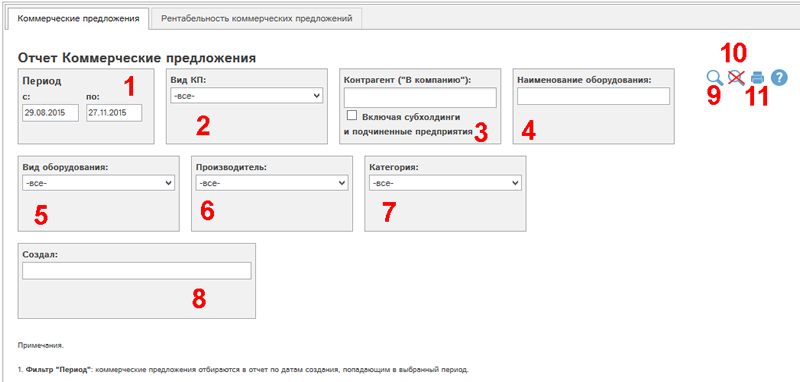 Коммерческие предложения Рентабельность коммерческих предложений
Отчет Коммерческие предложения
10
Период 1
с: по:
29.08.2015 27.11.2015
Вид КП:
-все-
2
Контрагент ("В компанию"):
Включая субхолдинги
и подчиненные предприятия 3
Наименование оборудования:
4
?
9 11
Вид оборудования:
-все-
5
Производитель:
-все-
6
Категория:
-все-
7
Создал:
8
Примечания.
1. Фильтр "Период": коммерческие предложения отбираются в отчет по датам создания, попадающим в выбранный период.